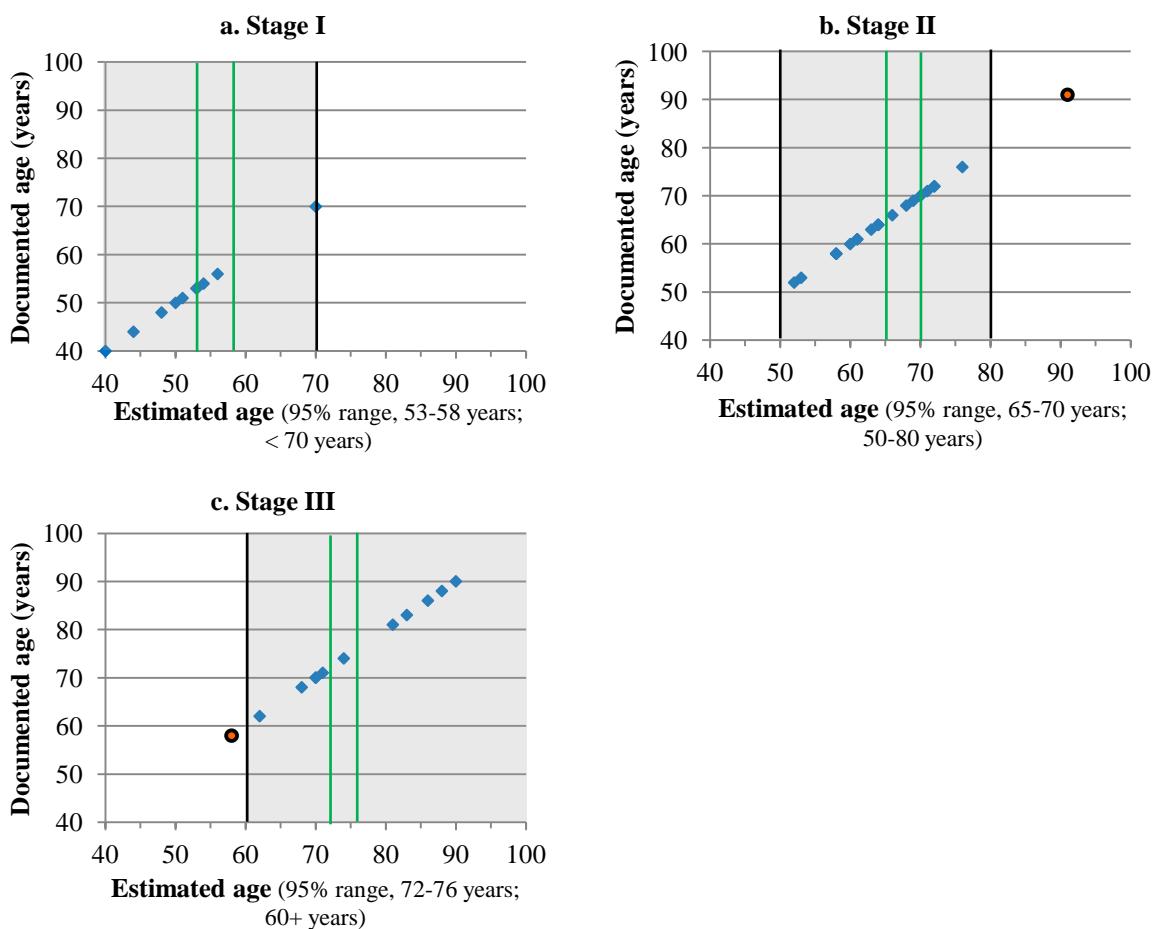 a. Stage I
Documented age (years)
100
90
80
70
60
50
40
40 50 60 70 80 90 100
Estimated age (95% range, 53-58 years;
< 70 years)
b. Stage II
Documented age (years)
100
90
80
70
60
50
40
40 50 60 70 80 90 100
Estimated age (95% range, 65-70 years;
50-80 years)
c. Stage III
Documented age (years)
100
90
80
70
60
50
40
40 50 60 70 80 90 100
Estimated age (95% range, 72-76 years;
60+ years)